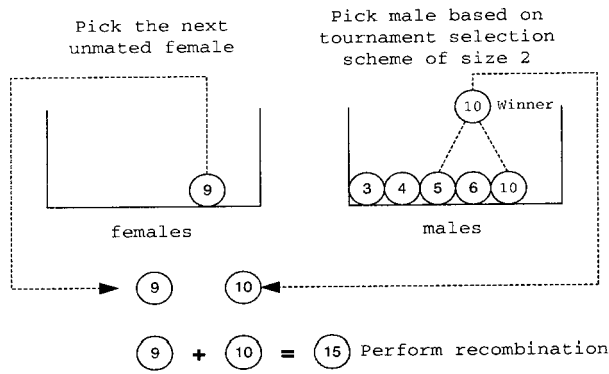 Pick the next
unmated female
Pick male based on
tournament selection
scheme of size 2
10 Winner
9
3 4 5 6 10
females
males
9 10
9 + 10 = 15 Perform recombination